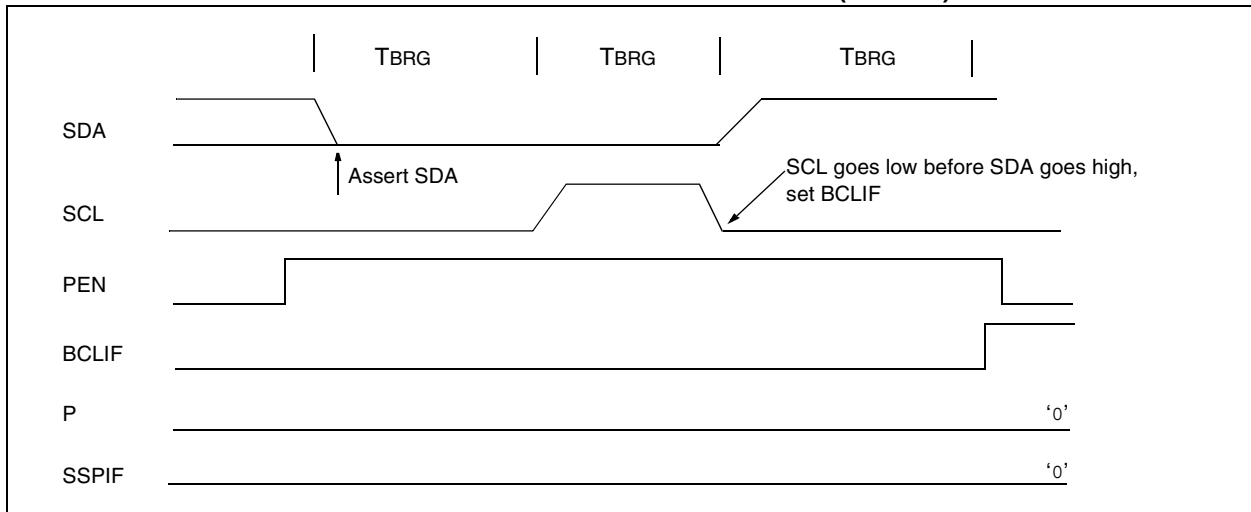 TBRG TBRG TBRG
SDA
Assert SDA
SCL goes low before SDA goes high,
set BCLIF
SCL
PEN
BCLIF
P '0'
SSPIF '0'